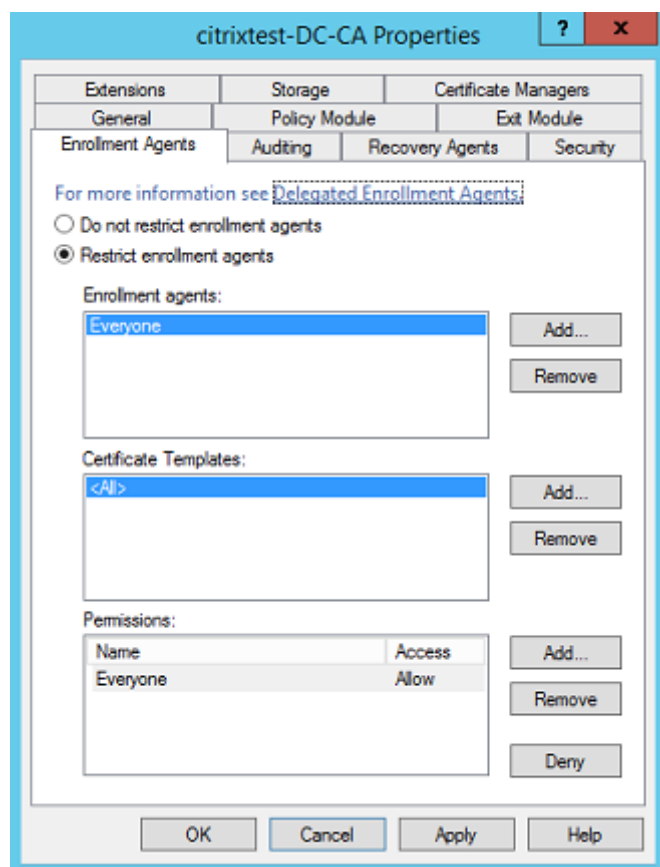 citrixtest-DC-CA Properties
? x
Extensions Storage Certificate Managers
General Policy Module Exit Module
Enrollment Agents Auditing Recovery Agents Security
For more information see Delegated Enrollment Agents.
Do not restrict enrollment agents
Restrict enrollment agents
Enrollment agents:
Everyone
Add...
Remove
Certificate Templates:
<All>
Add...
Remove
Permissions:
Name Access
Everyone Allow
Add...
Remove
Deny
OK Cancel Apply Help